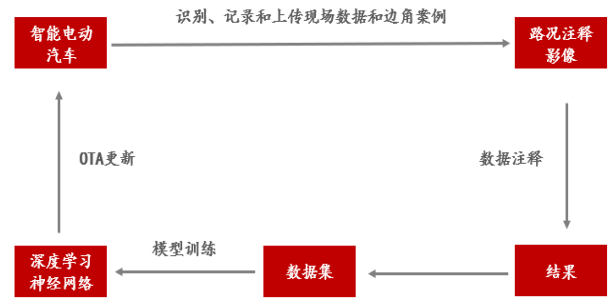 识别、记录和上传现场数据和边角案例
智能电动
汽车
路况注释
影像
OTA更新
数据注释
模型训练
深度学习
神经网络
数据集
结果